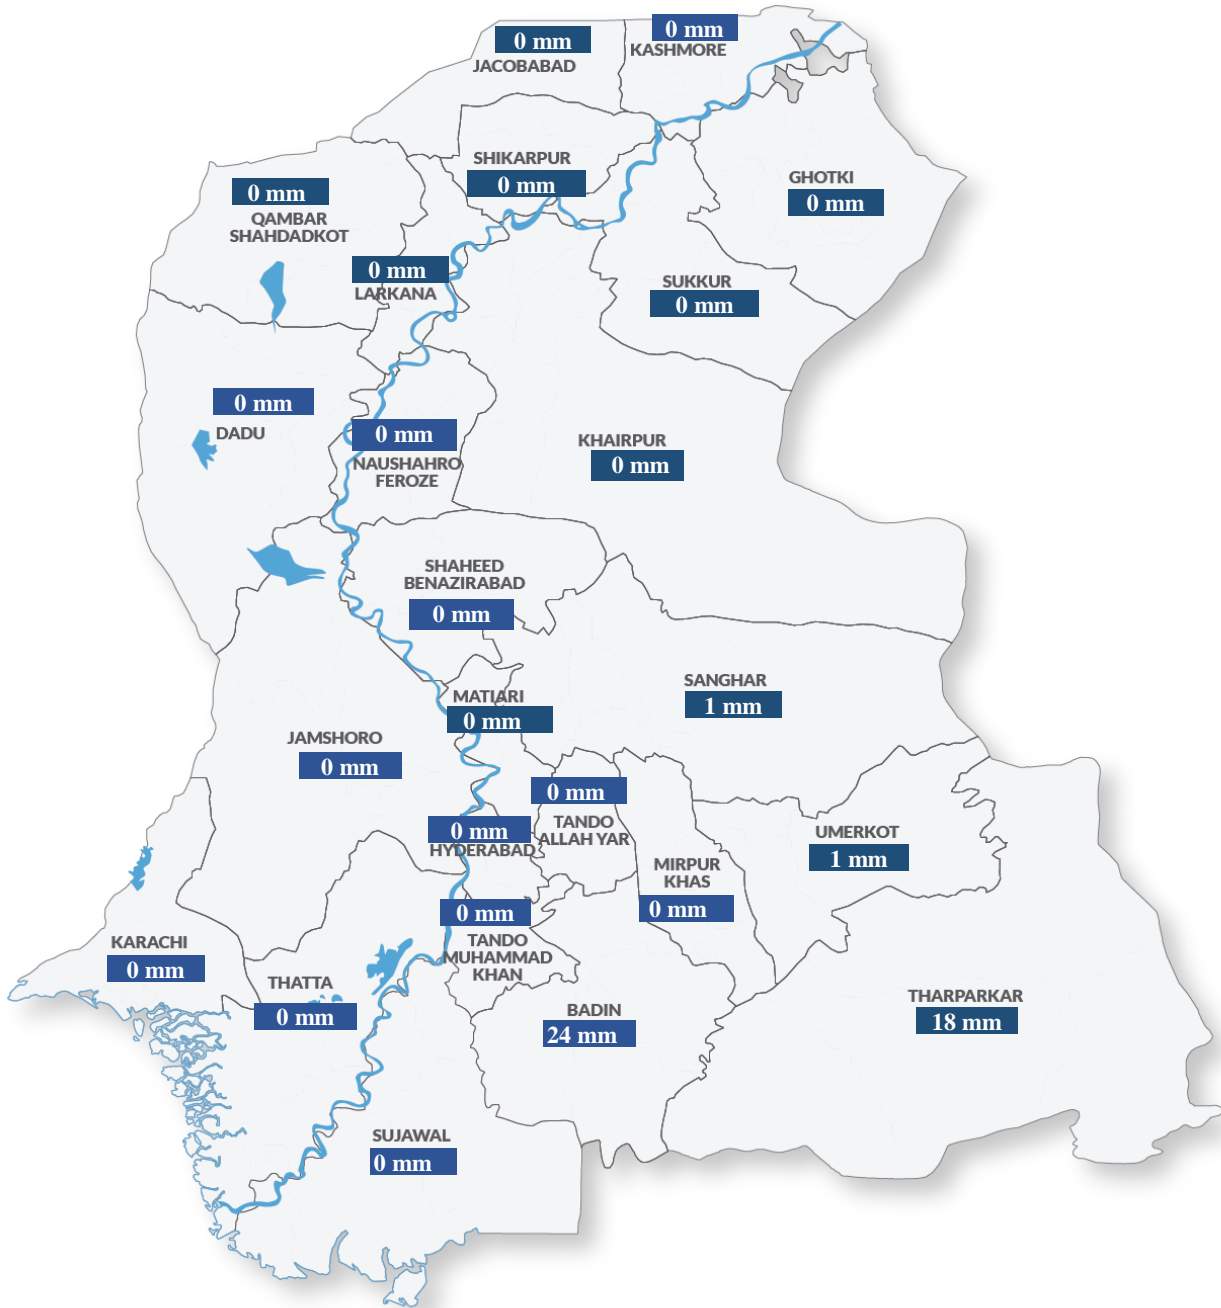 0 mm
KASHMORE
0 mm
JACOBABAD
SHIKARPUR
0 mm
GHOTKI
0 mm
0 mm
QAMBAR
SHAHDADKOT
0 mm
LARKANA
SUKKUR
0 mm
0 mm
DADU
0 mm
NAUSHAHRO
FEROZE
KHAIRPUR
0 mm
SHAHEED
BENAZIRABAD
0 mm
SANGHAR
1 mm
MATIARI
0 mm
JAMSHORO
0 mm
0 mm
TANDO
ALLAH YAR
0 mm
HYDERABAD
UMERKOT
1 mm
MIRPUR
KHAS
0 mm
0 mm
TANDO
MUHAMMAD
KHAN
KARACHI
0 mm
THATTA
0 mm
BADIN
24 mm
THARPARKAR
18 mm
SUJAWAL
0 mm